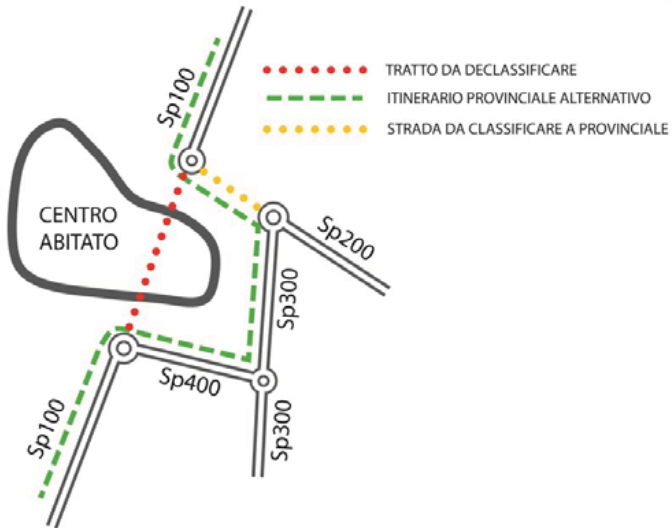 Sp100
TRATTO DA DECLASSIFICARE
ITINERARIO PROVINCIALE ALTERNATIVO
STRADA DA CLASSIFICARE A PROVINCIALE
CENTRO
ABITATO
Sp200
Sp300
Sp400
Sp100
Sp300